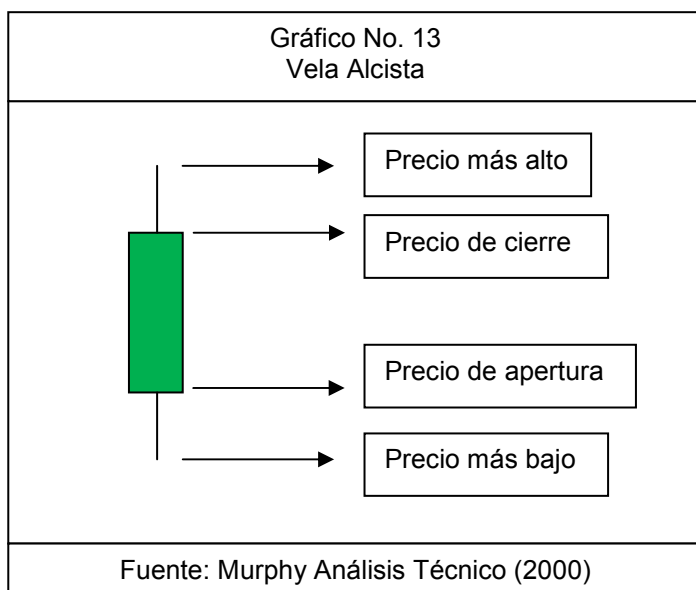 Gráfico No. 13
Vela Alcista
Precio más alto
Precio de cierre
Precio de apertura
Precio más bajo
Fuente: Murphy Análisis Técnico (2000)